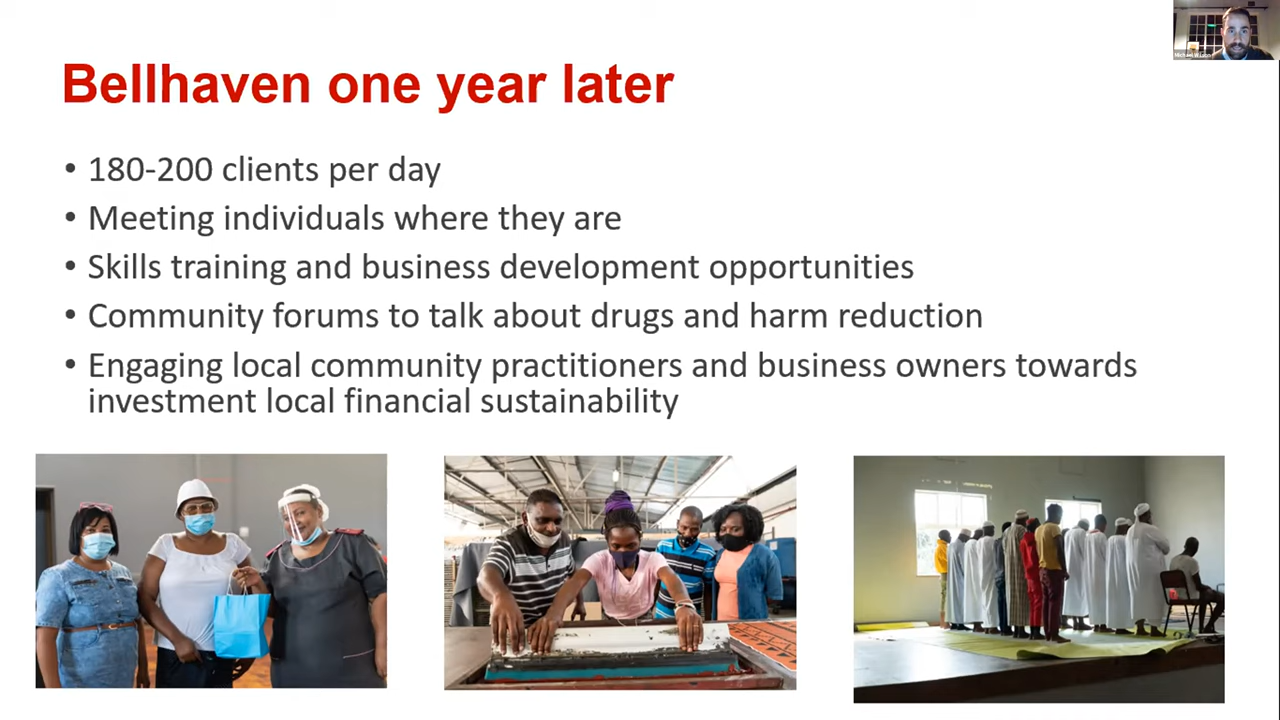 Bellhaven one year later
• 180-200 clients per day
• Meeting individuals where they are
• Skills training and business development opportunities
• Community forums to talk about drugs and harm reduction
• Engaging local community practitioners and business owners towards
investment local financial sustainability